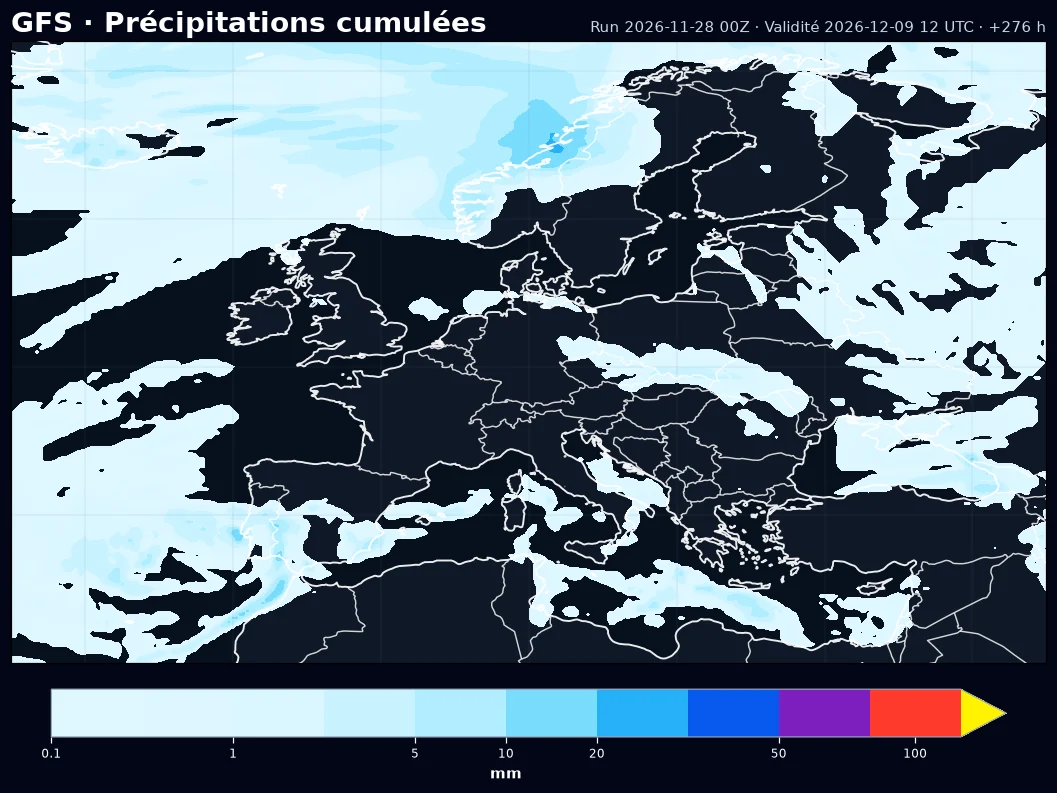 GFS · Précipitations cumulées
Run 2026-11-28 00Z · Validité 2026-12-09 12 UTC · +276 h
0.1 1 5 10 20 50 100
mm